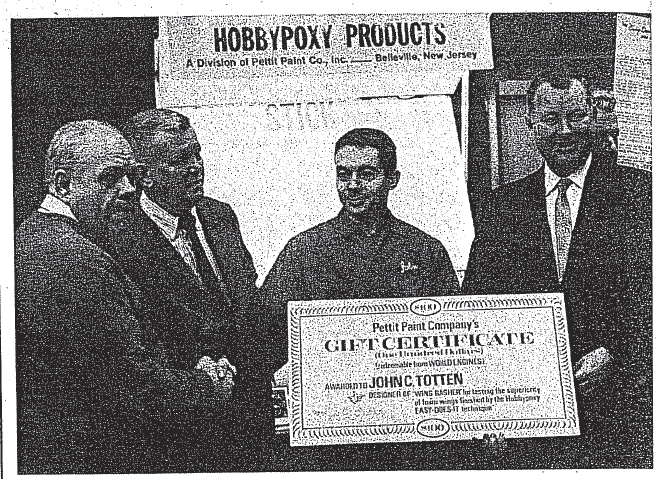 HOBBYPOXY PRODUCTS
A Division of Pettit Paint Co., Inc. — Belleville, New Jersey
John
$100
Pettit Paint Company's
GIFT CERTIFICATE
(One Hundred Dollars)
(redeemable from WORLD ENGINES)
AWARDED TO JOHN C. TOTTEN
DESIGNER OF "WING BASHER" for testing the superiority
of foam wings finished by the Hobbypoxy
EASY-DOES-IT technique
$100